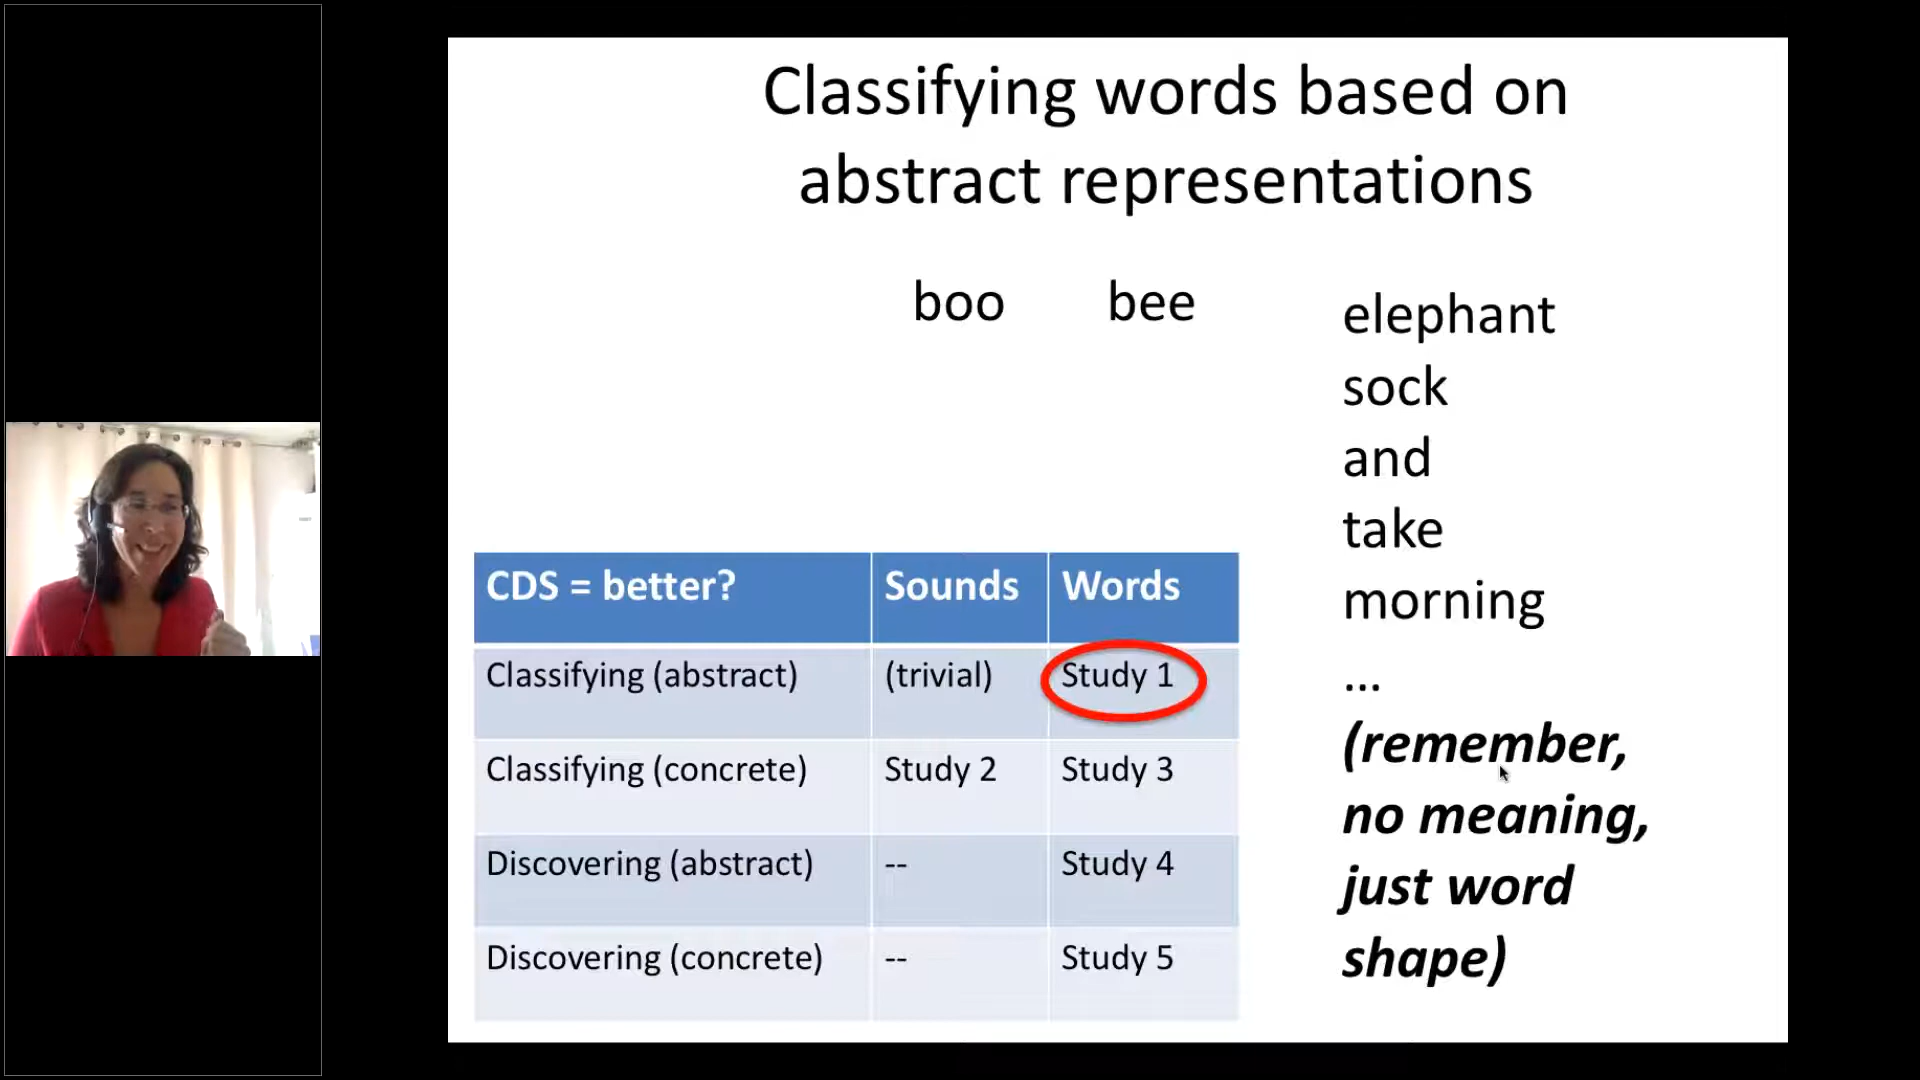 Classifying words based on
abstract representations
boo bee
elephant
sock
and
take
morning
...
(remember,
no meaning,
just word
shape)
CDS = better? Sounds Words
Classifying (abstract) (trivial) Study 1
Classifying (concrete) Study 2 Study 3
Discovering (abstract) -- Study 4
Discovering (concrete) -- Study 5